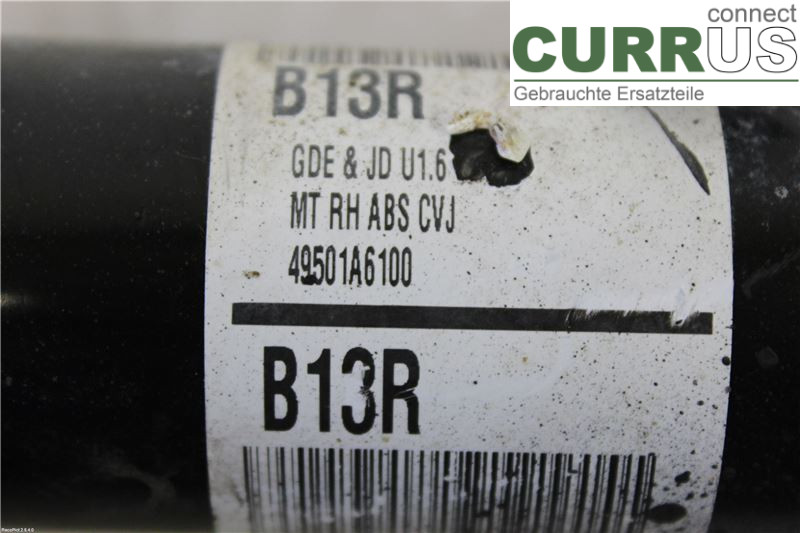 connect
CURRUS
Gebrauchte Ersatzteile
B13R
GDE & JD U1.6
MT RH ABS CVJ
49501A6100
B13R